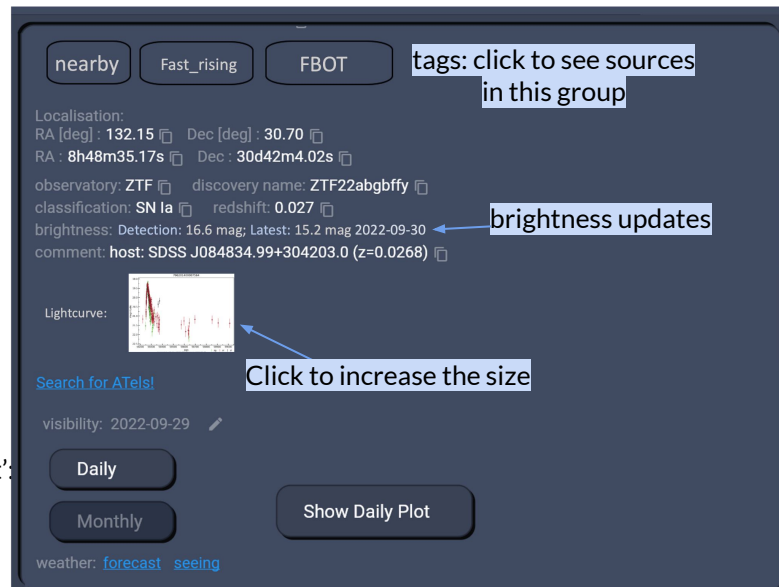 nearby Fast_rising FBOT tags: click to see sources
in this group
Localisation:
RA [deg] : 132.15 Dec [deg] : 30.70
RA : 8h48m35.17s Dec : 30d42m4.02s
observatory: ZTF discovery name: ZTF22abgbffy
classification: SN Ia redshift: 0.027
brightness updates
brightness: Detection: 16.6 mag; Latest: 15.2 mag 2022-09-30
comment: host: SDSS J084834.99+304203.0 (z=0.0268)
Lightcurve:
Click to increase the size
Search for ATels!
visibility: 2022-09-29
Daily
Show Daily Plot
Monthly
weather: forecast seeing